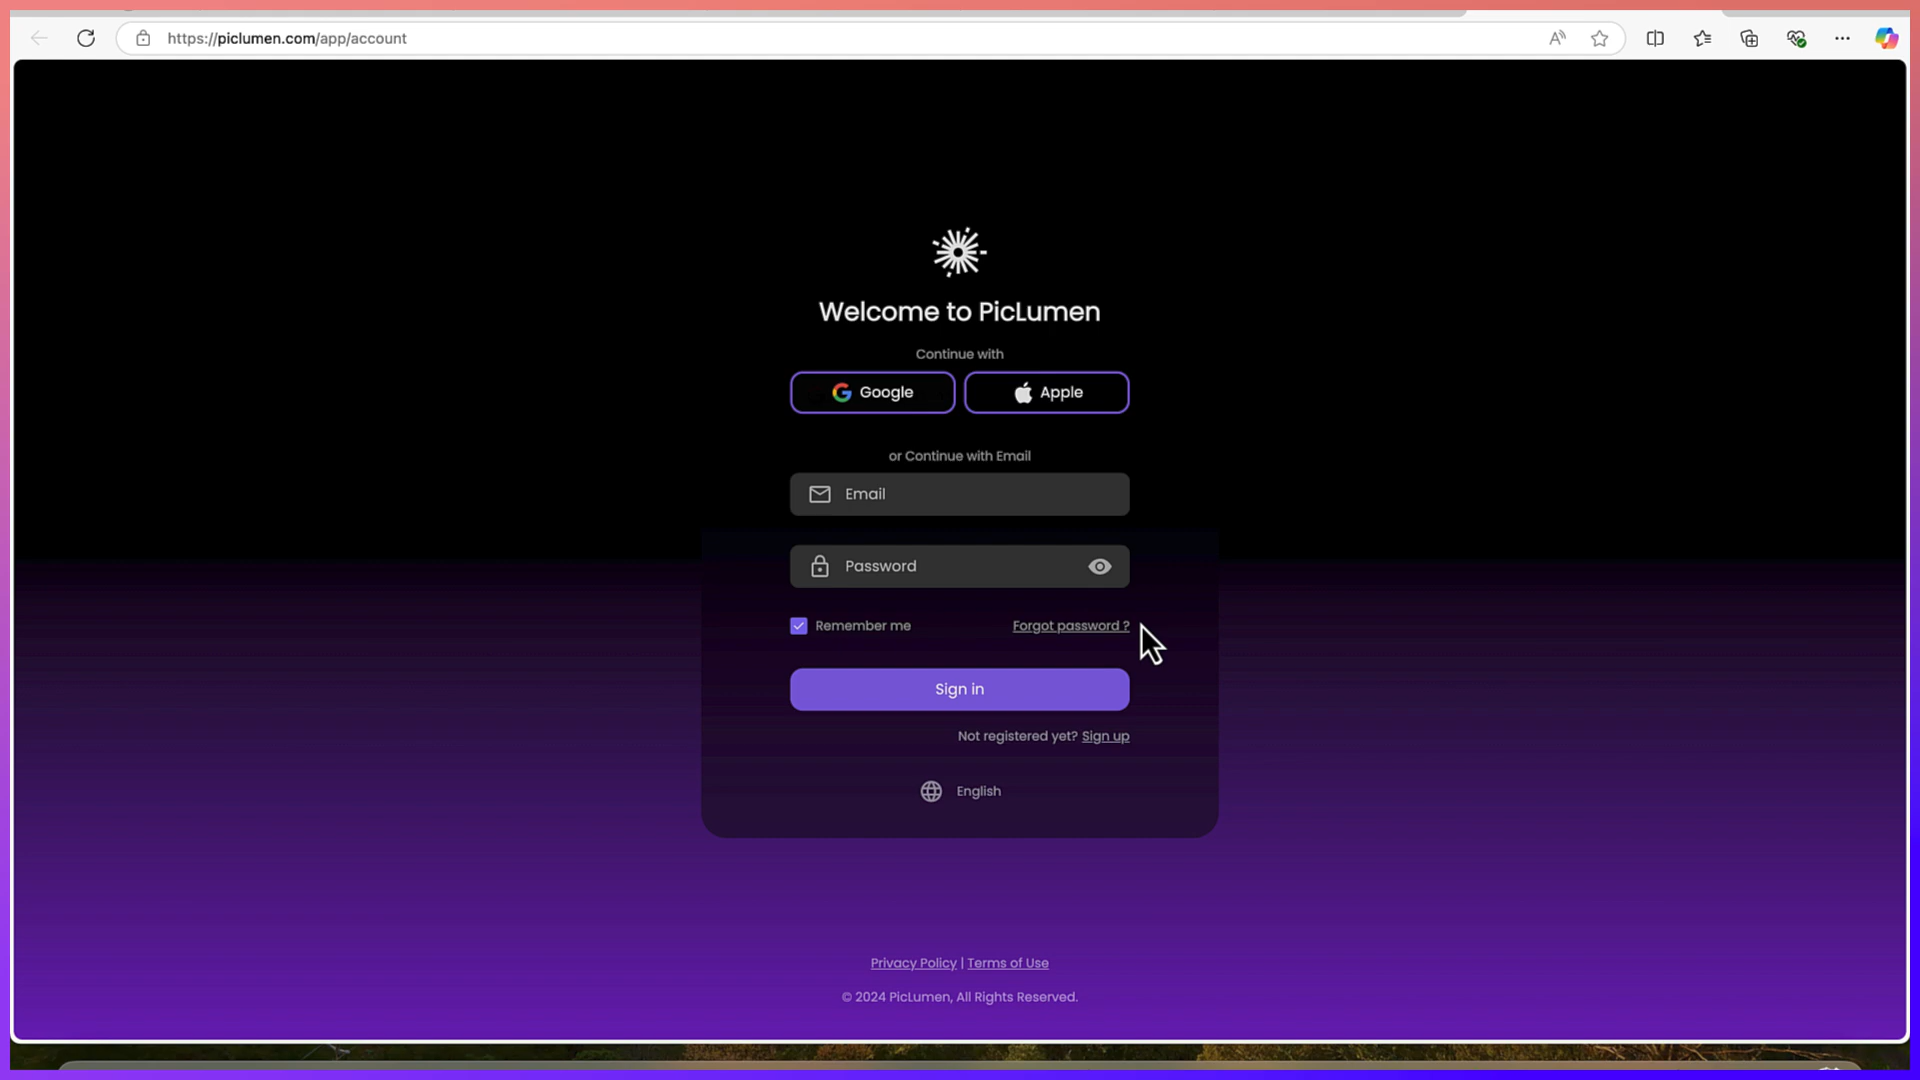 https://piclumen.com/app/account
Welcome to PicLumen
Continue with
Google Apple
or Continue with Email
Email
Password
Remember me Forgot password ?
Sign in
Not registered yet? Sign up
English
Privacy Policy | Terms of Use
© 2024 PicLumen, All Rights Reserved.